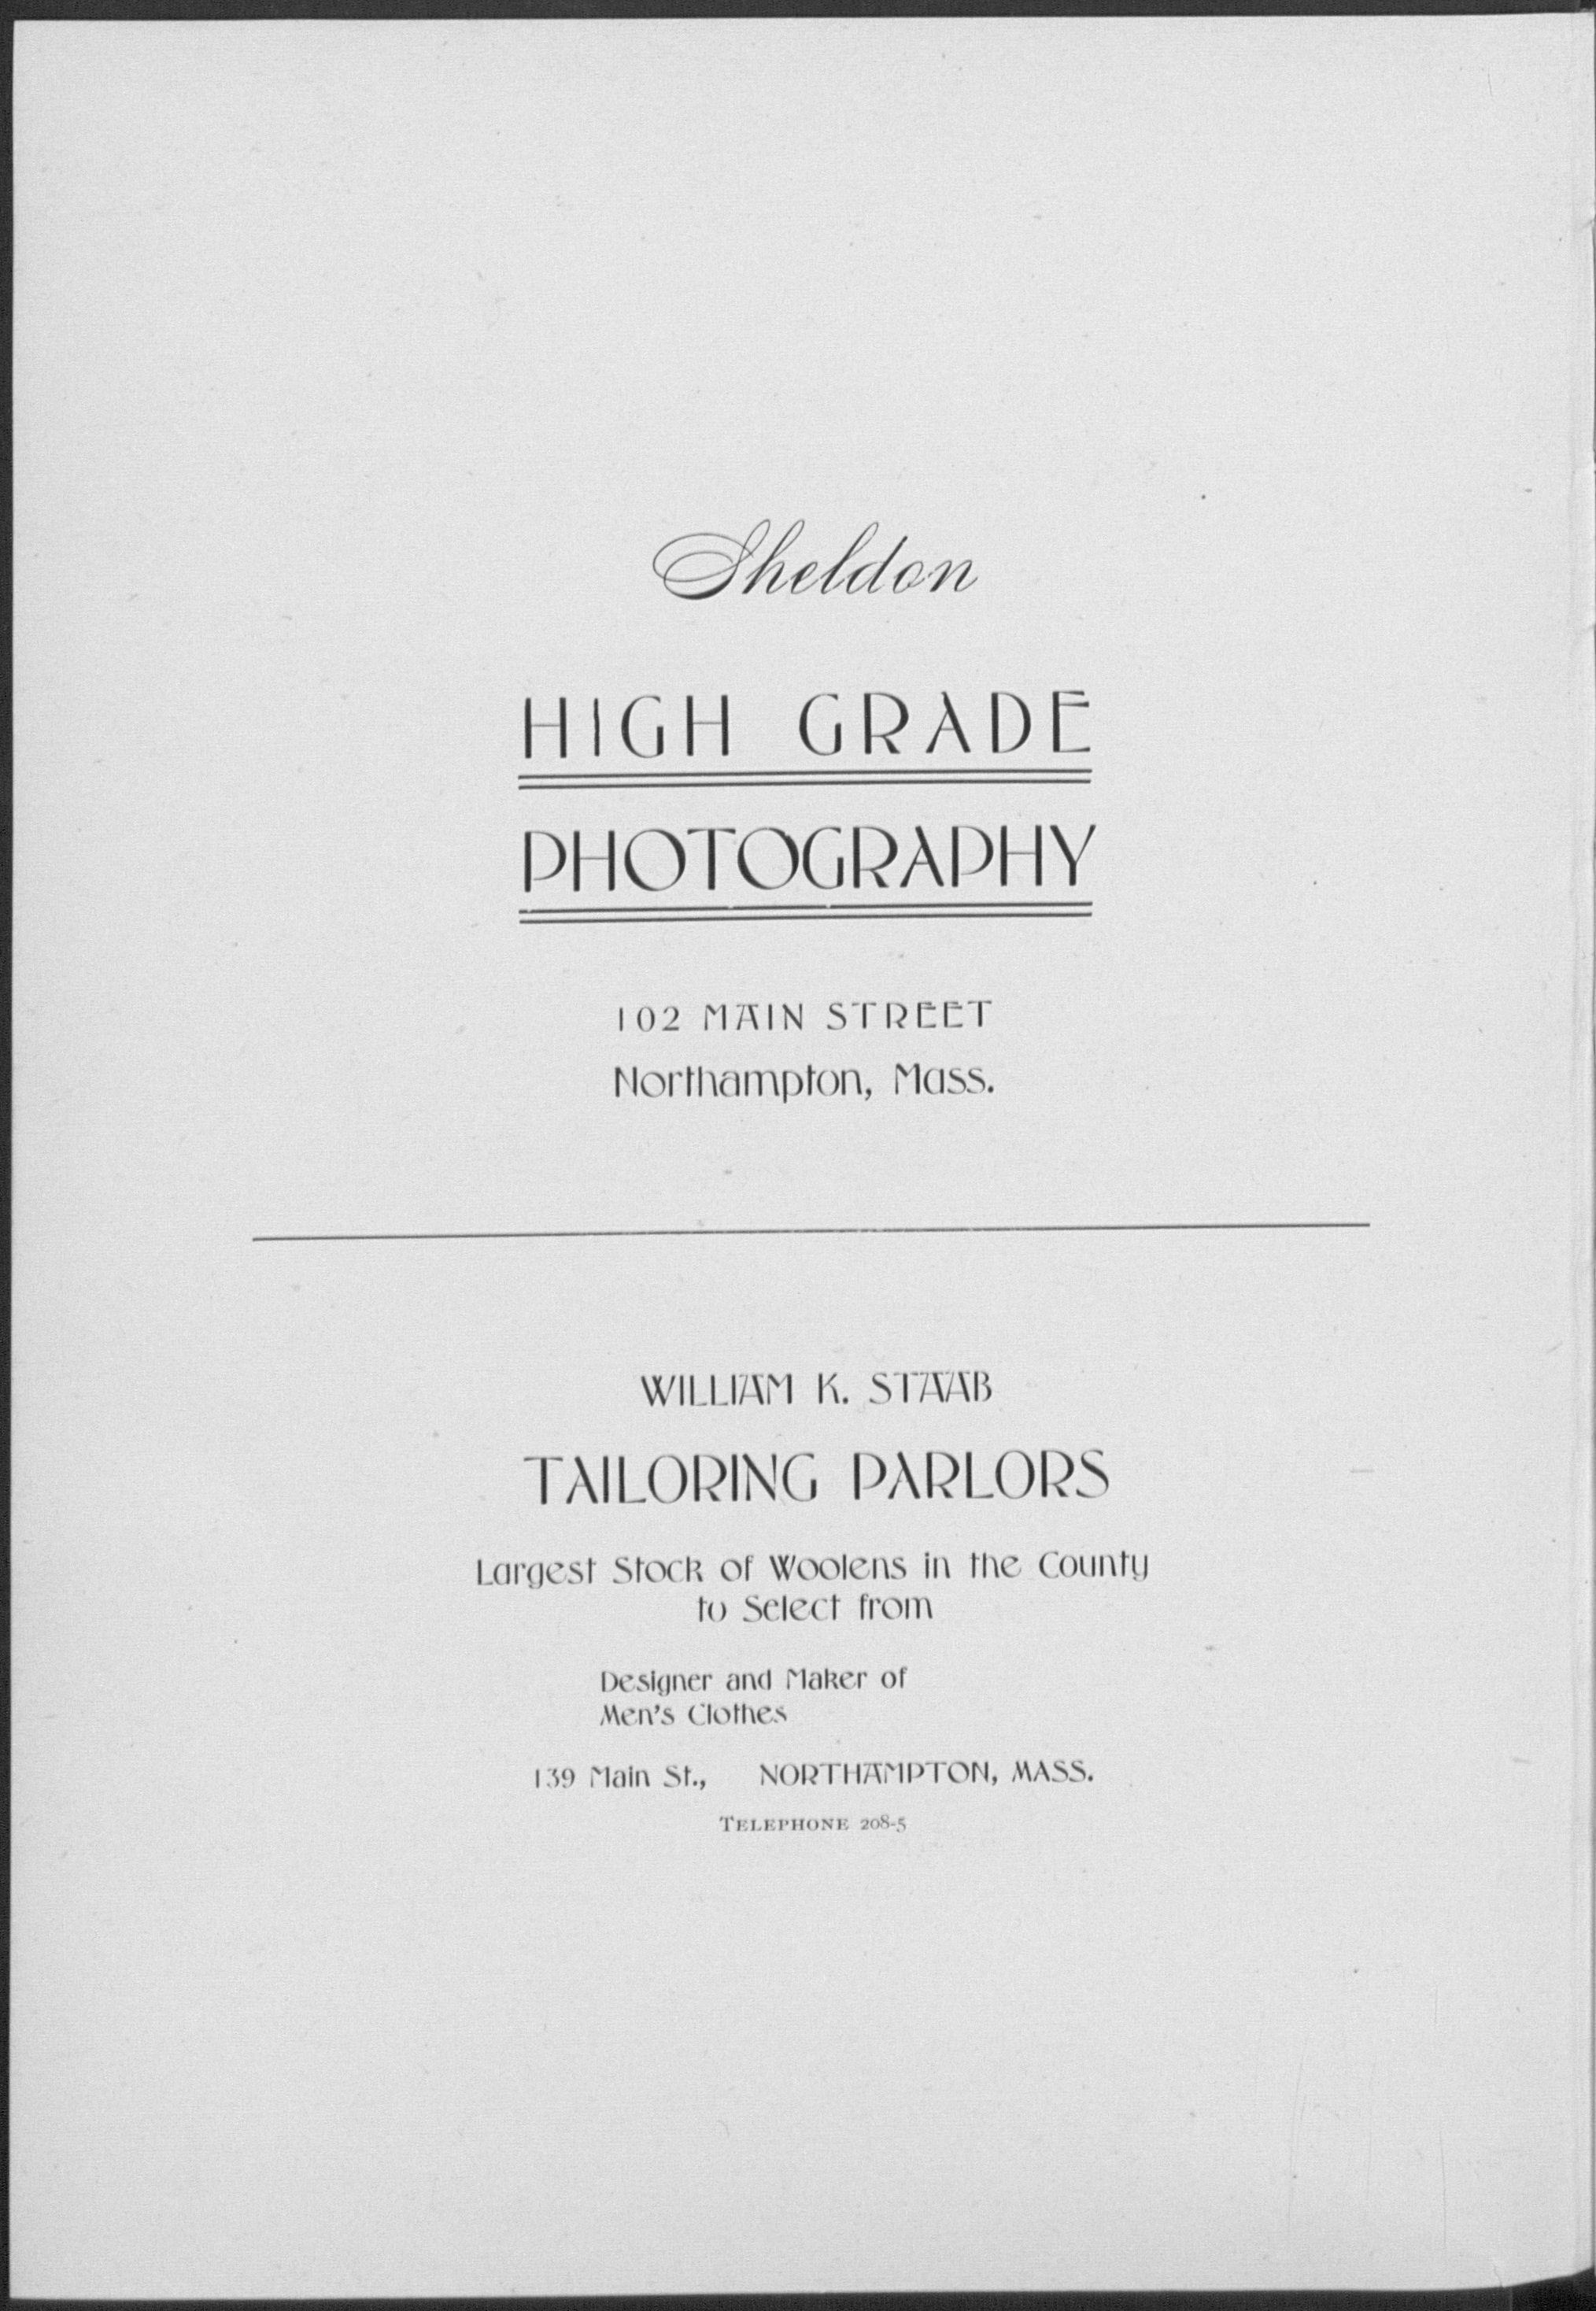 Sheldon
HIGH GRADE
PHOTOGRAPHY
102 MAIN STREET
Northampton, Mass.
WILLIAM K. STAAB
TAILORING PARLORS
Largest Stock of Woolens in the County
to Select from
Designer and Maker of
Men's Clothes
139 Main St., NORTHAMPTON, MASS.
TELEPHONE 208-5